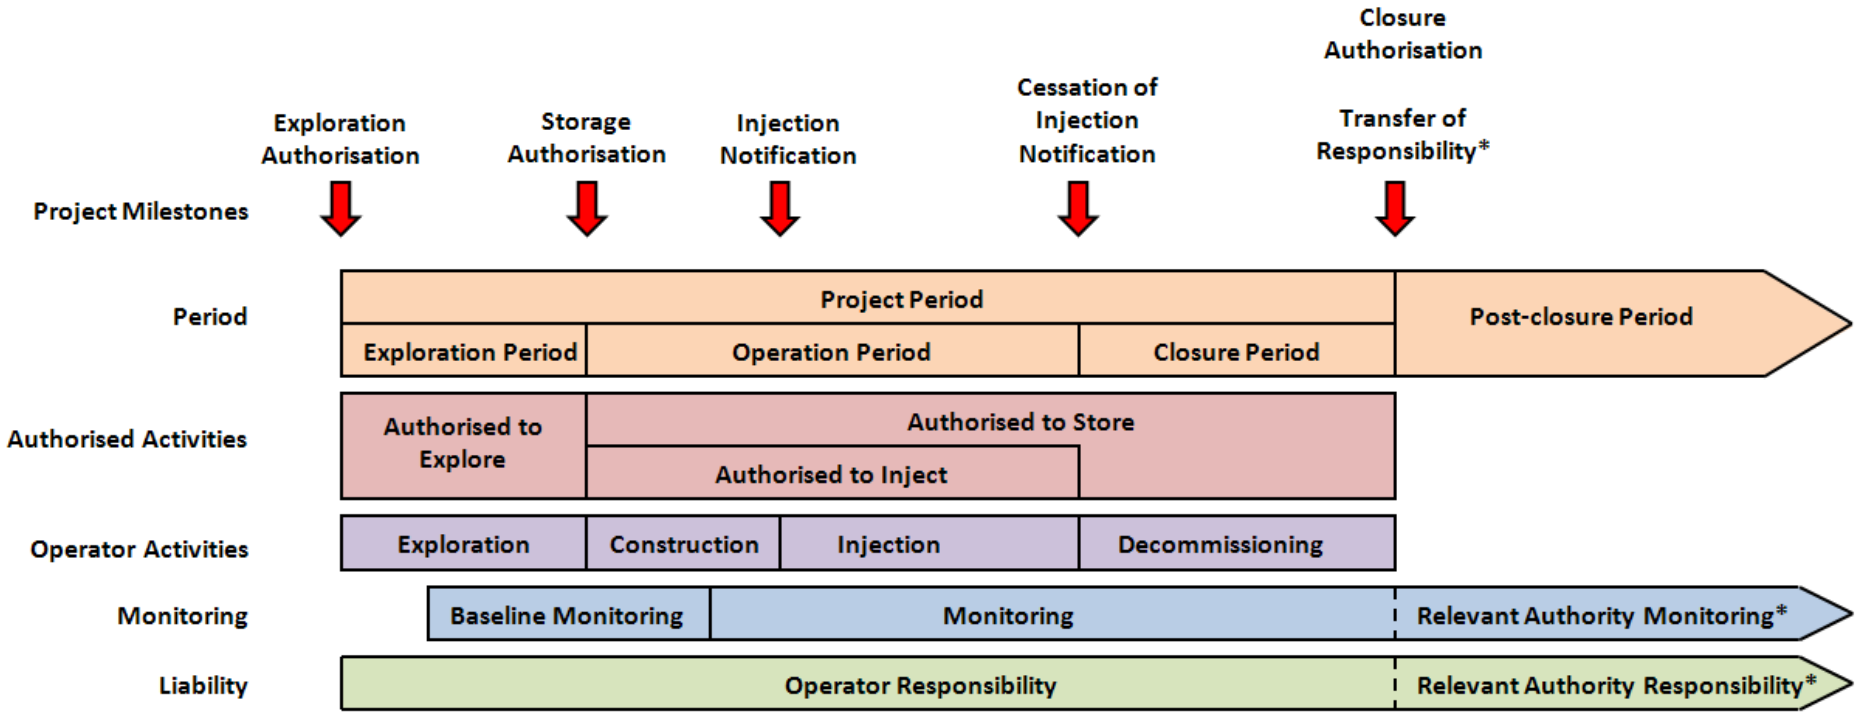 Closure
Authorisation
Cessation of
Injection
Notification
Exploration
Authorisation
Storage
Authorisation
Injection
Notification
Transfer of
Responsibility*
Project Milestones
Period
Project Period
Exploration Period
Operation Period
Closure Period
Post-closure Period
Authorised Activities
Authorised to
Explore
Authorised to Store
Authorised to Inject
Operator Activities
Exploration
Construction
Injection
Decommissioning
Monitoring
Baseline Monitoring
Monitoring
Relevant Authority Monitoring*
Liability
Operator Responsibility
Relevant Authority Responsibility*